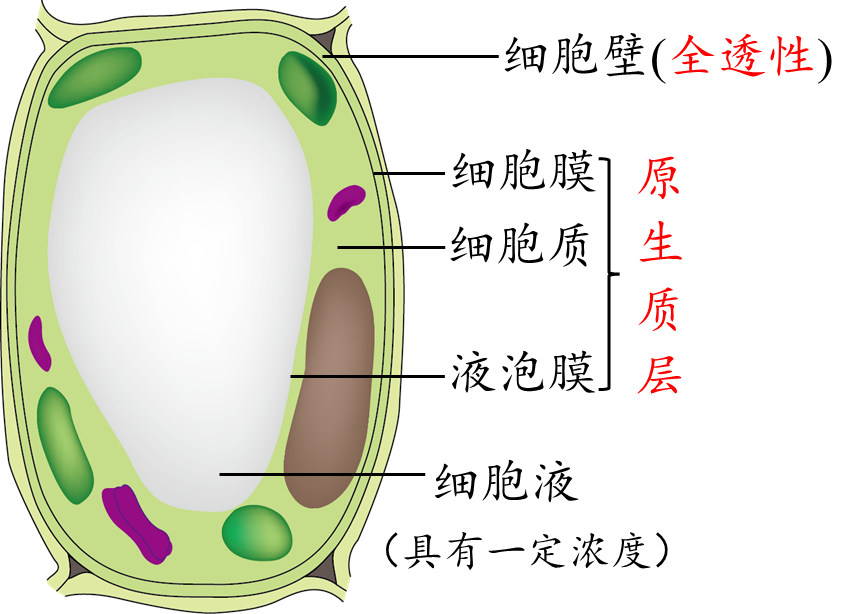 细胞壁(全透性)
细胞膜
细胞质
液泡膜
原生质层
细胞液
（具有一定浓度）